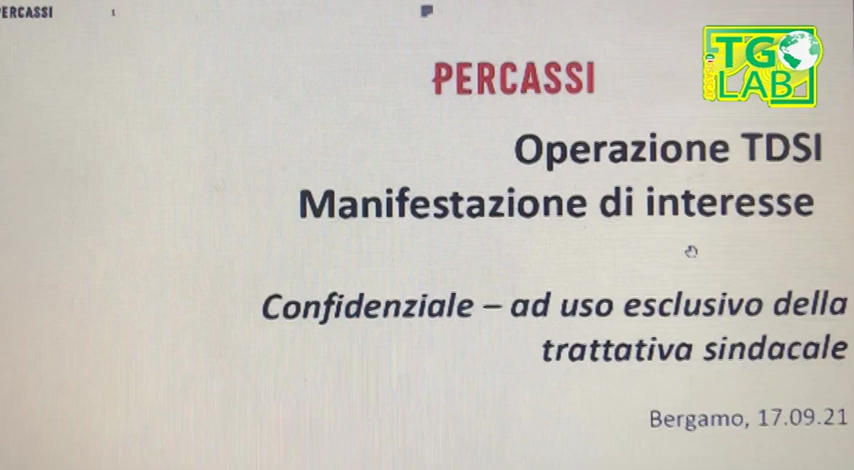 PERCASSI
1
TG
LAB
PERCASSI
Operazione TDSI
Manifestazione di interesse
Confidenziale – ad uso esclusivo della
trattativa sindacale
Bergamo, 17.09.21